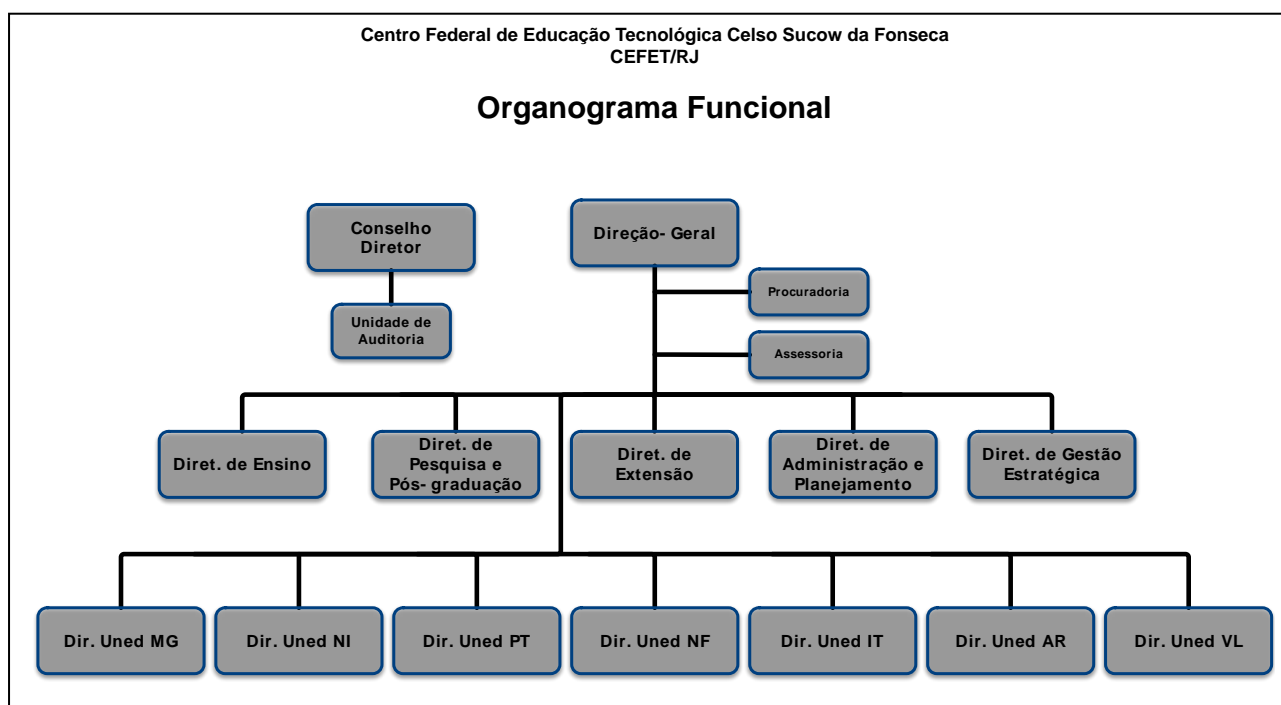 Centro Federal de Educação Tecnológica Celso Sucow da Fonseca
CEFET/RJ
Organograma Funcional
Conselho
Diretor
Direção- Geral
Procuradoria
Unidade de
Auditoria
Assessoria
Diret. de Ensino
Diret. de
Pesquisa e
Pós- graduação
Diret. de
Extensão
Diret. de
Administração e
Planejamento
Diret. de Gestão
Estratégica
Dir. Uned MG
Dir. Uned NI
Dir. Uned PT
Dir. Uned NF
Dir. Uned IT
Dir. Uned AR
Dir. Uned VL